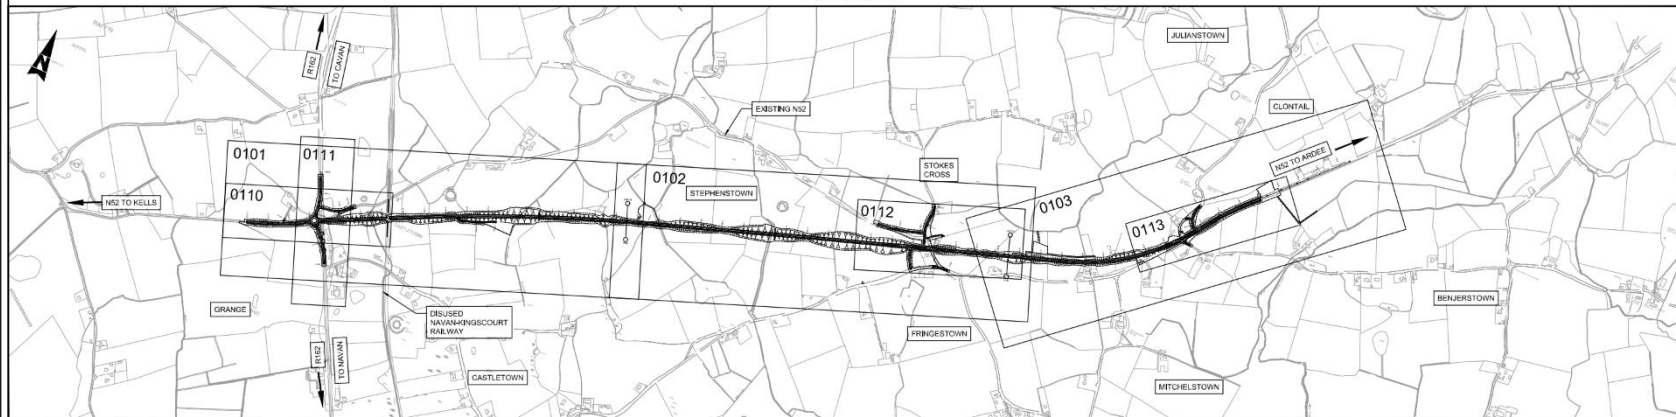 JULIANSTOWN
R162
TO CAVAN
EXISTING N52
CLONTAIL
0101
0111
STOKES
CROSS
N52 TO ARDEE
0102
0110
STEPHENSTOWN
N52 TO KELLS
0112
0103
0113
GRANGE
DISUSED
NAVAN-KINGSCOURT
RAILWAY
FRINGESTOWN
BENJERSTOWN
R162
TO NAVAN
CASTLETOWN
MITCHELSTOWN